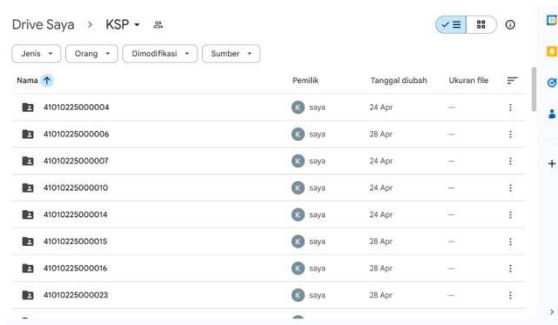 Drive Saya > KSP
Jenis Orang Dimodifikasi Sumber
Nama Pemilik Tanggal diubah Ukuran file
41010225000004 K saya 24 Apr —
41010225000006 K saya 28 Apr —
41010225000007 K saya 24 Apr —
41010225000010 K saya 24 Apr —
41010225000014 K saya 24 Apr —
41010225000015 K saya 28 Apr —
41010225000016 K saya 28 Apr —
41010225000023 K saya 28 Apr —